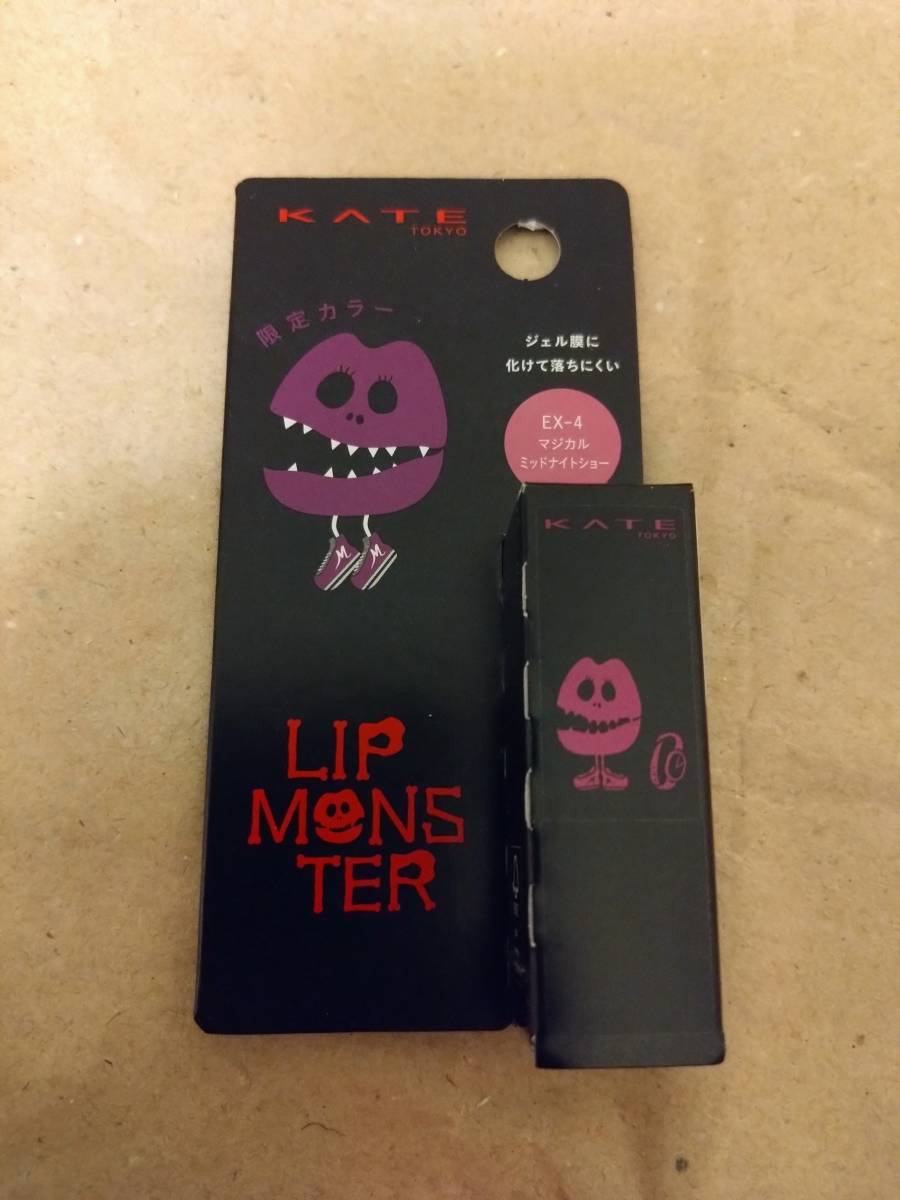 KATE
TOKYO
限定カラー
ジェル膜に
化けて落ちにくい
EX-4
マジカル
ミッドナイトショー
M
M
LIP
MONS
TER
KATE
TOKYO